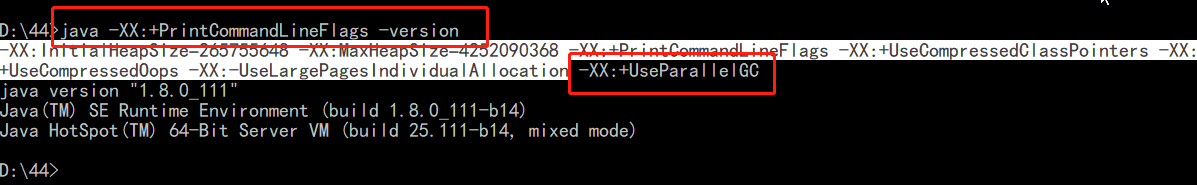 D:\44>java -XX:+PrintCommandLineFlags -version
-XX:InitialHeapSize=265755648 -XX:MaxHeapSize=4252090368 -XX:+PrintCommandLineFlags -XX:+UseCompressedClassPointers -XX:
+UseCompressedOops -XX:-UseLargePagesIndividualAllocation -XX:+UseParallelGC
java version "1.8.0_111"
Java(TM) SE Runtime Environment (build 1.8.0_111-b14)
Java HotSpot(TM) 64-Bit Server VM (build 25.111-b14, mixed mode)
D:\44>